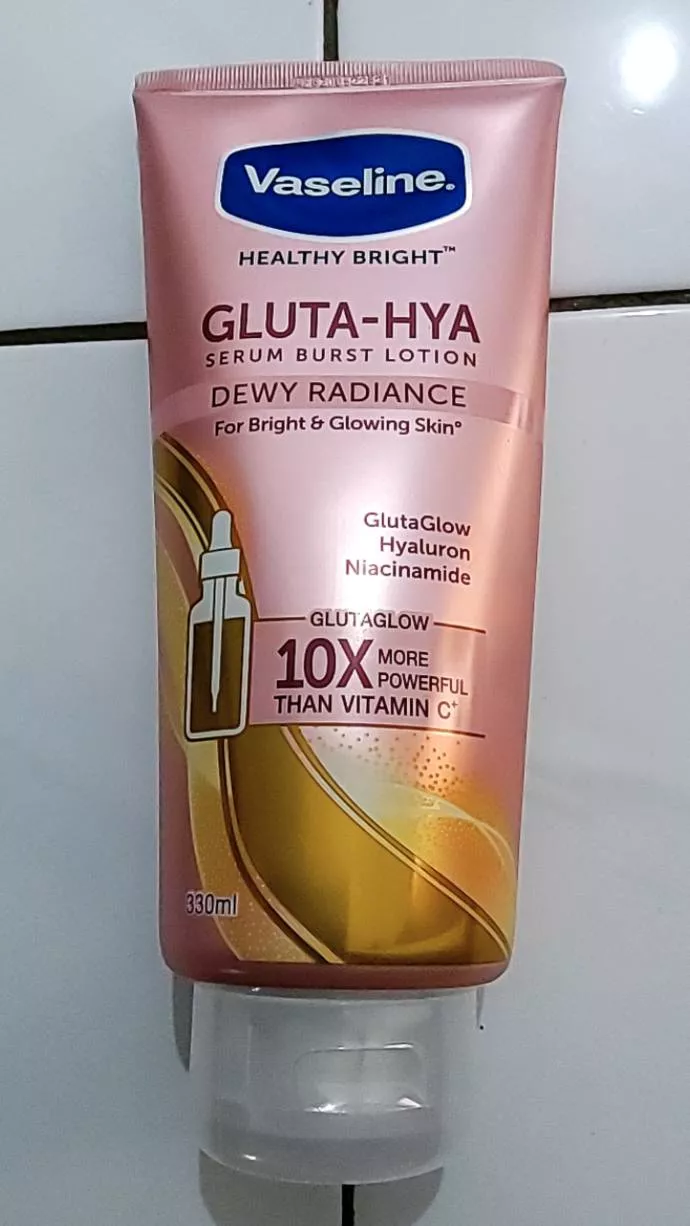 Vaseline.
HEALTHY BRIGHT™
GLUTA-HYA
SERUM BURST LOTION
DEWY RADIANCE
For Bright & Glowing Skin°
GlutaGlow
Hyaluron
Niacinamide
GLUTAGLOW
10X MORE
POWERFUL
THAN VITAMIN C⁺
330ml